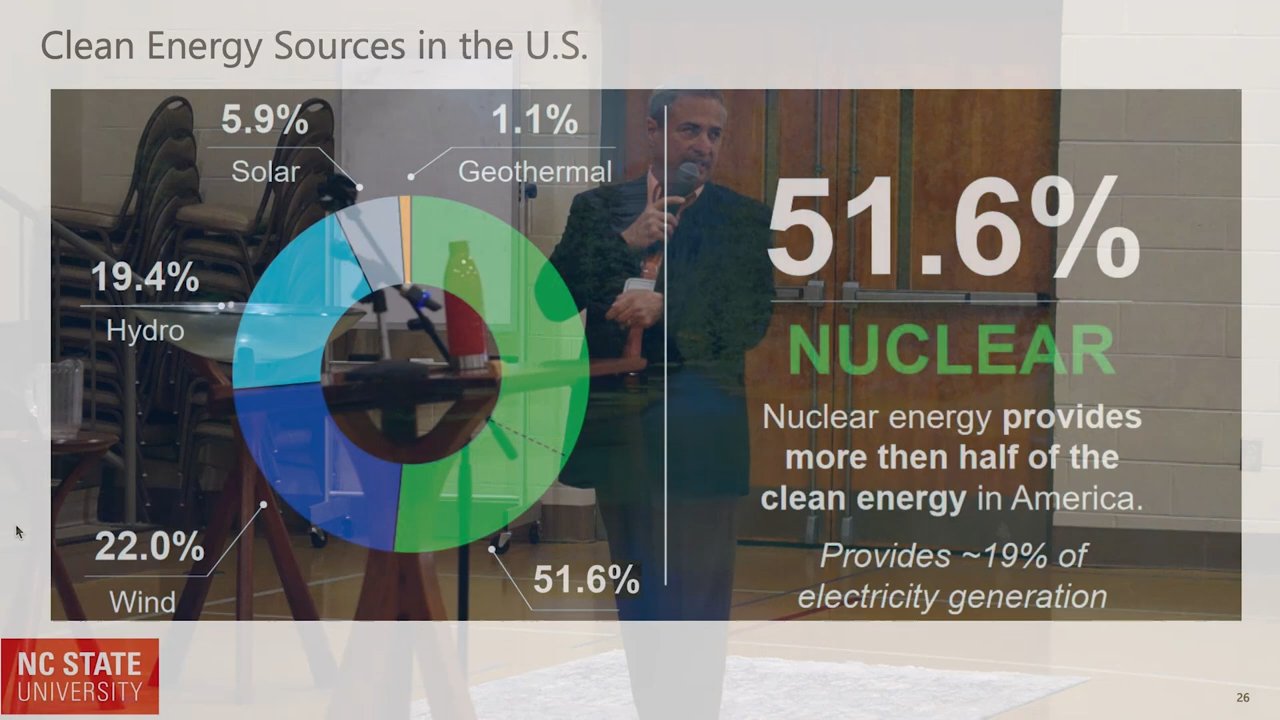 Clean Energy Sources in the U.S.
5.9%
Solar
1.1%
Geothermal
19.4%
Hydro
22.0%
Wind
51.6%
51.6%
NUCLEAR
Nuclear energy provides
more then half of the
clean energy in America.
Provides ~19% of
electricity generation
NC STATE
UNIVERSITY
26